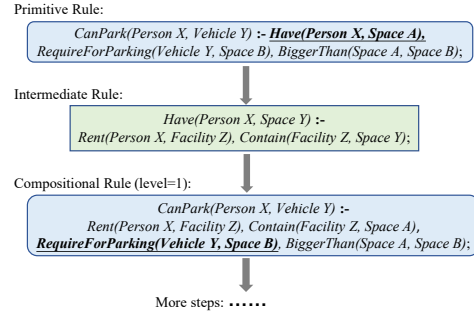 Primitive Rule:
CanPark(Person X, Vehicle Y) :- Have(Person X, Space A),
RequireForParking(Vehicle Y, Space B), BiggerThan(Space A, Space B);
Intermediate Rule:
Have(Person X, Space Y) :-
Rent(Person X, Facility Z), Contain(Facility Z, Space Y);
Compositional Rule (level=1):
CanPark(Person X, Vehicle Y) :-
Rent(Person X, Facility Z), Contain(Facility Z, Space A),
RequireForParking(Vehicle Y, Space B), BiggerThan(Space A, Space B);
More steps: ......